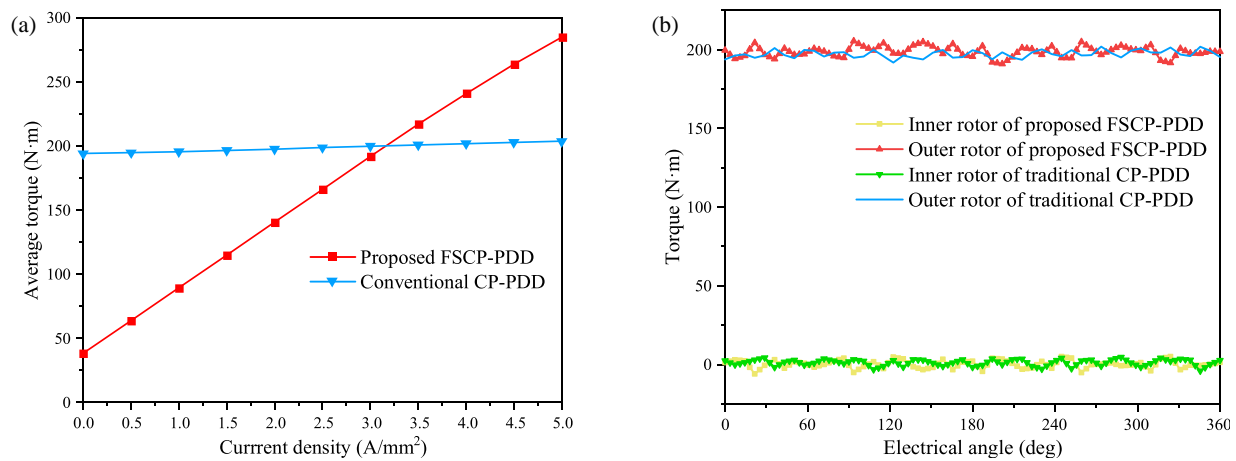 (a)
300
250
200
150
100
50
0
Average torque (N·m)
Proposed FSCP-PDD
Conventional CP-PDD
0.0 0.5 1.0 1.5 2.0 2.5 3.0 3.5 4.0 4.5 5.0
Currrent density (A/mm²)
(b)
200
150
100
50
0
Torque (N·m)
Inner rotor of proposed FSCP-PDD
Outer rotor of proposed FSCP-PDD
Inner rotor of traditional CP-PDD
Outer rotor of traditional CP-PDD
0 60 120 180 240 300 360
Electrical angle (deg)